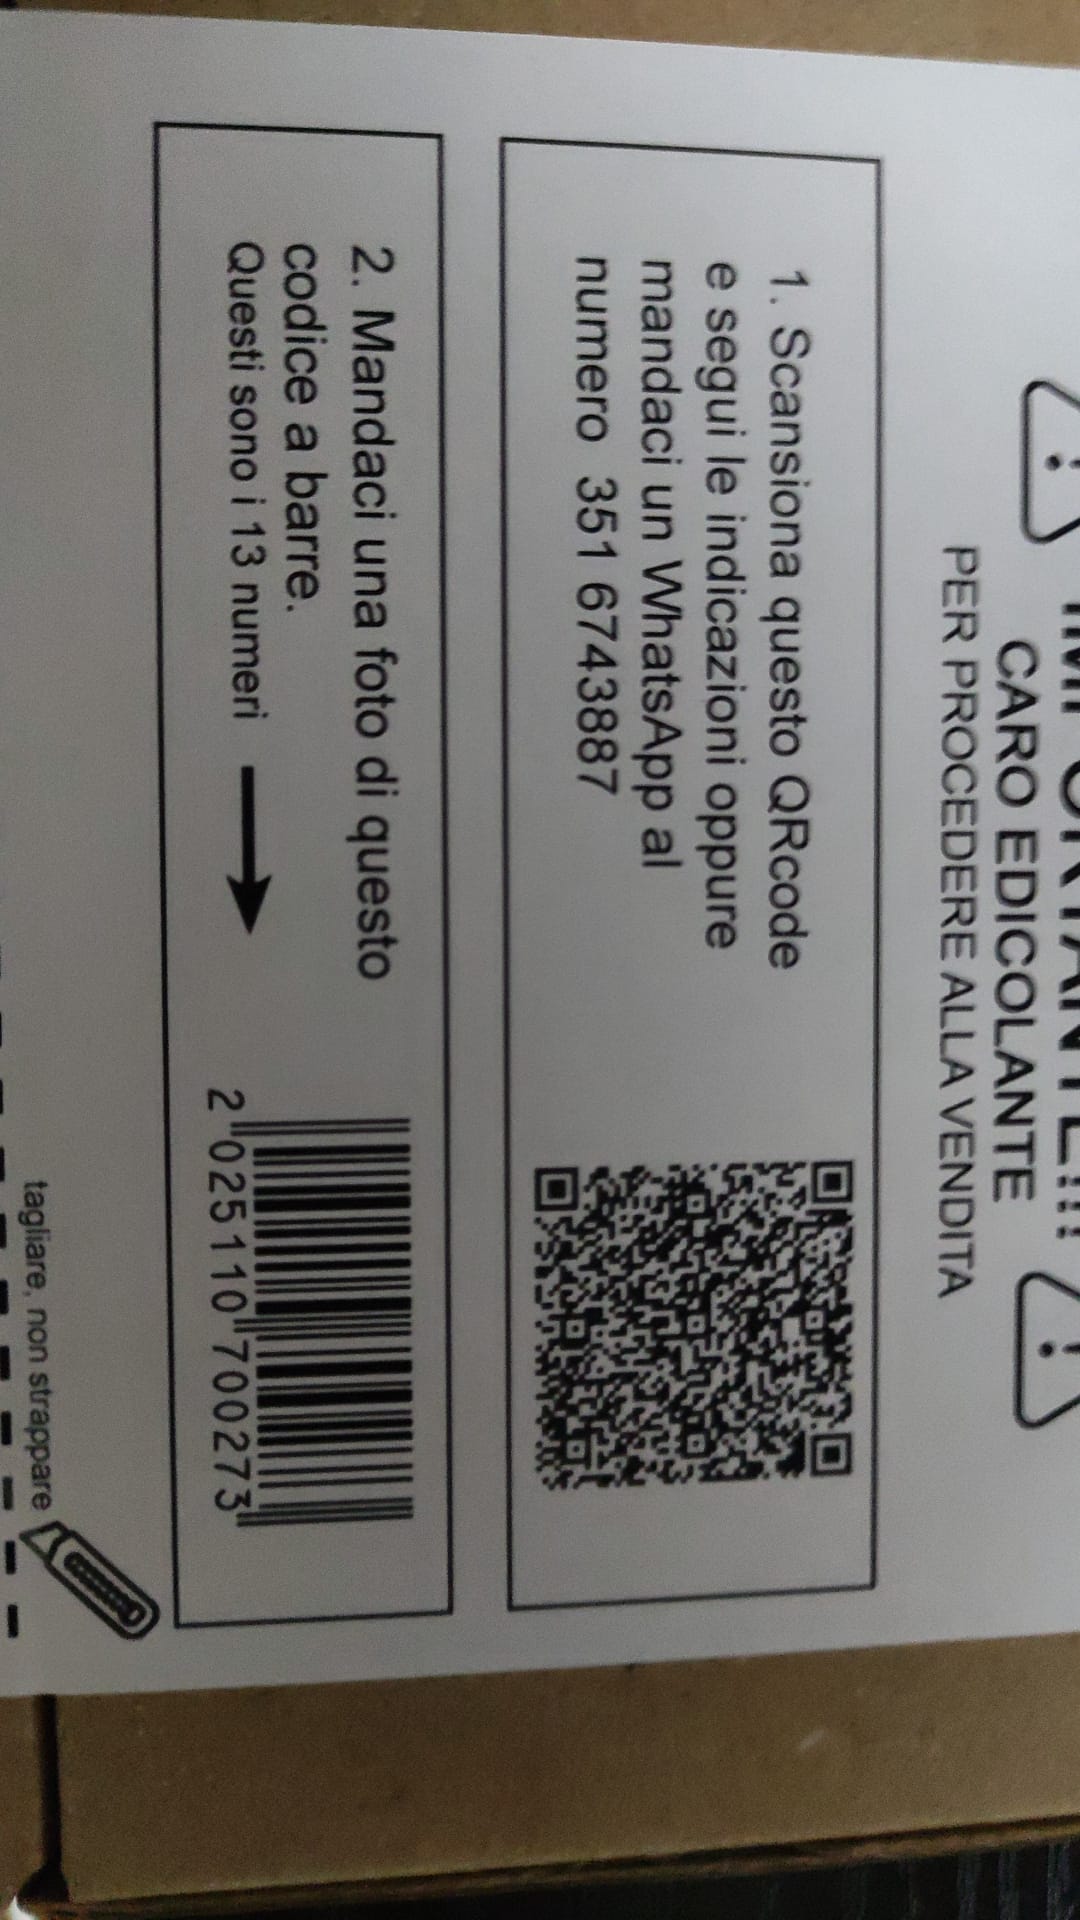 IMPORTANTE!!!
CARO EDICOLANTE
PER PROCEDERE ALLA VENDITA
1. Scansiona questo QRcode
e segui le indicazioni oppure
mandaci un WhatsApp al
numero 351 6743887
2. Mandaci una foto di questo
codice a barre.
Questi sono i 13 numeri
2 025110 700273
tagliare, non strappare